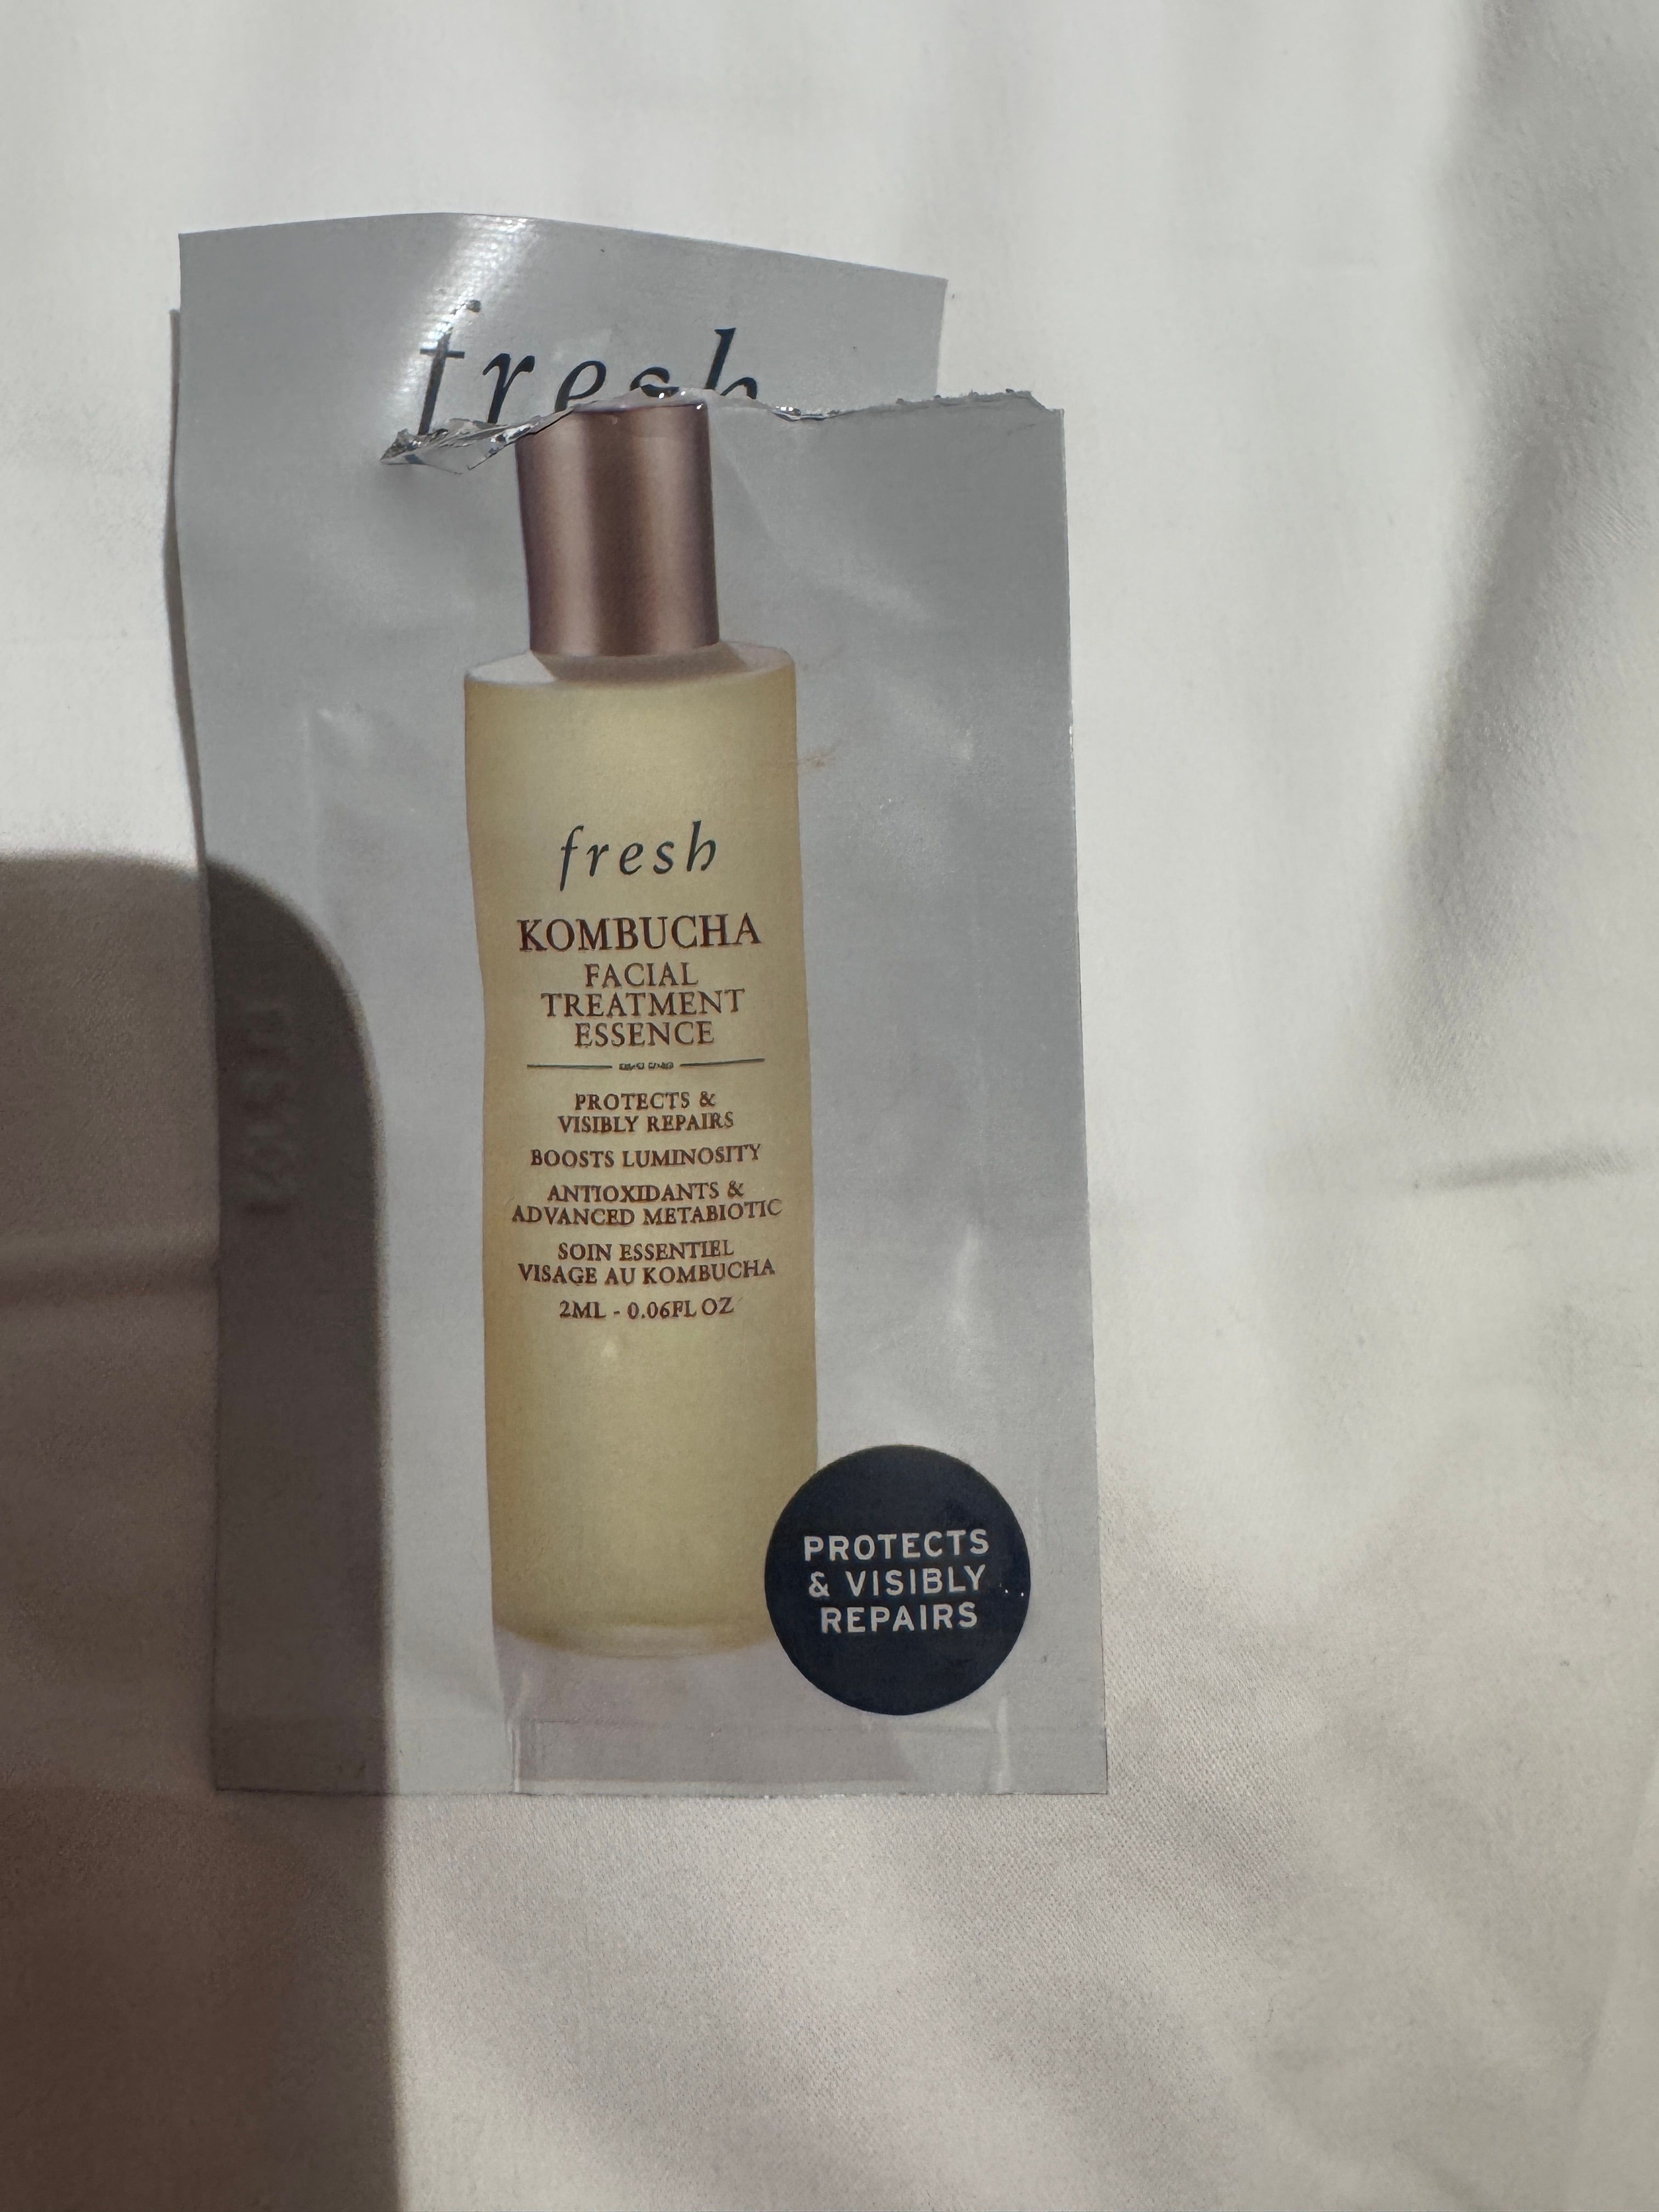 fresh
fresh
KOMBUCHA
FACIAL
TREATMENT
ESSENCE
PROTECTS &
VISIBLY REPAIRS
BOOSTS LUMINOSITY
ANTIOXIDANTS &
ADVANCED METABIOTIC
SOIN ESSENTIEL
VISAGE AU KOMBUCHA
2ML - 0.06FL OZ
PROTECTS
& VISIBLY
REPAIRS